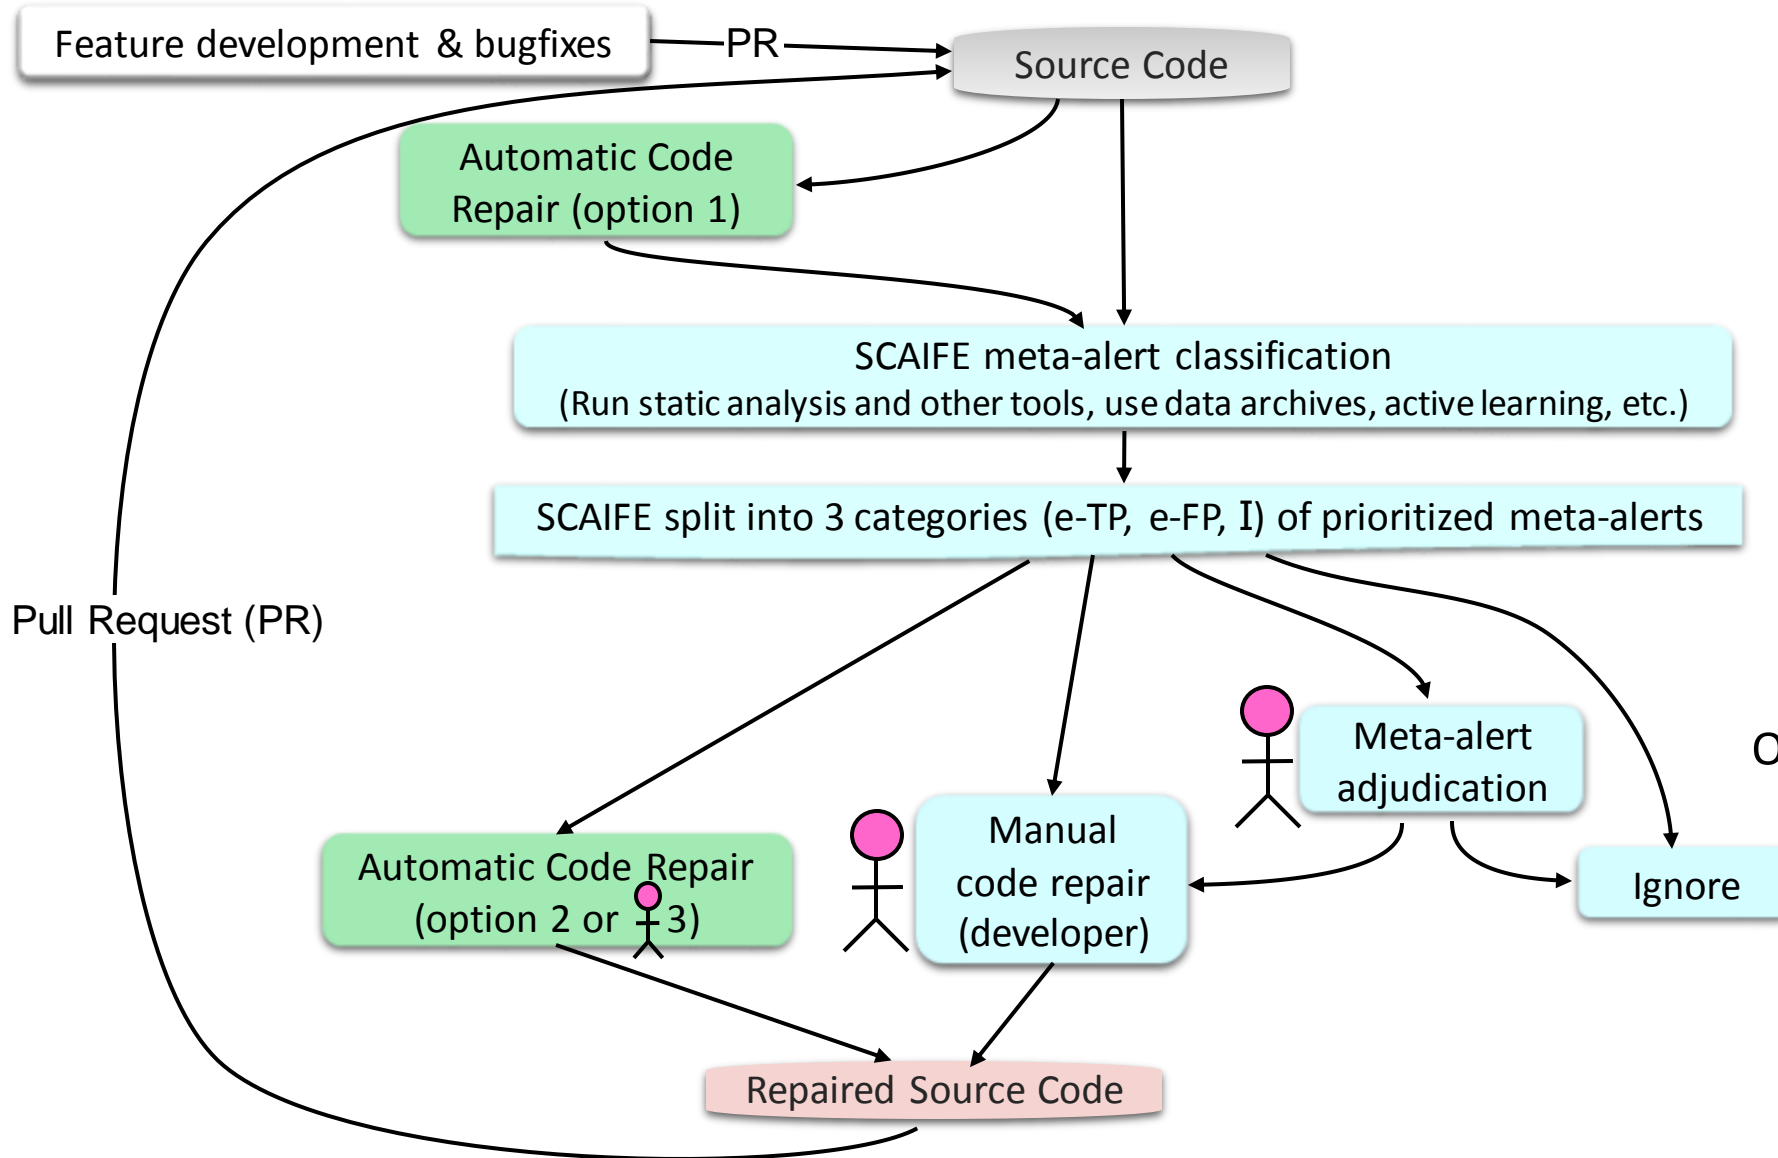 Feature development & bugfixes
PR
Source Code
Automatic Code
Repair (option 1)
SCAIFE meta-alert classification
(Run static analysis and other tools, use data archives, active learning, etc.)
SCAIFE split into 3 categories (e-TP, e-FP, I) of prioritized meta-alerts
Pull Request (PR)
Meta-alert
adjudication
O
Manual
code repair
(developer)
Automatic Code Repair
(option 2 or 3)
Ignore
Repaired Source Code